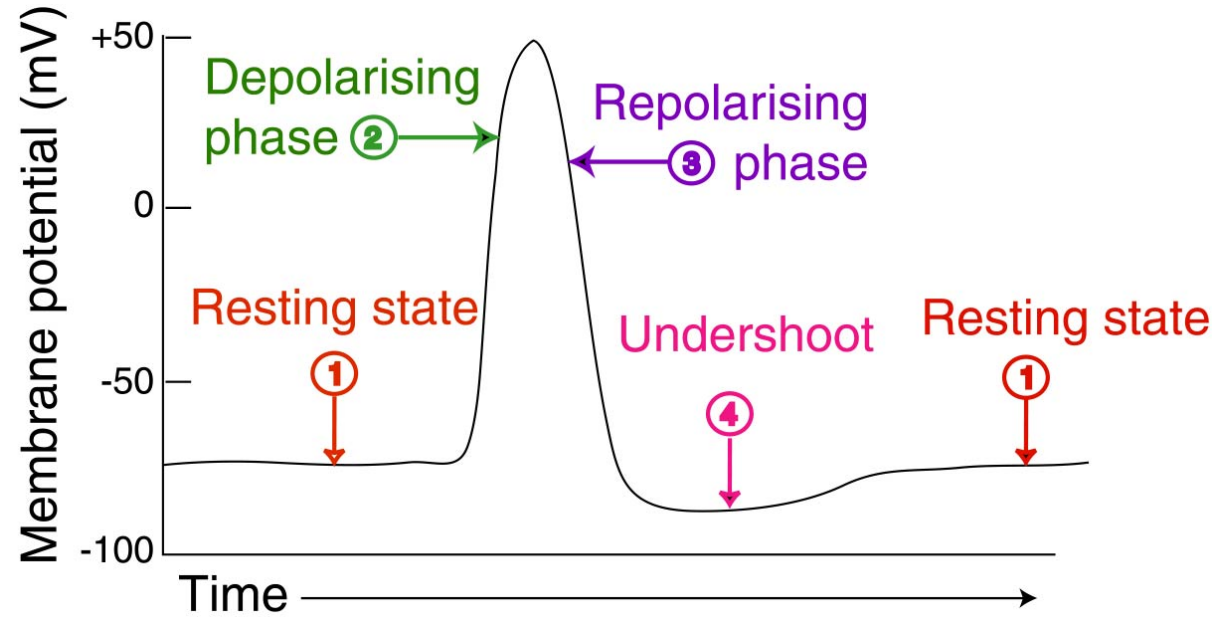 Membrane potential (mV)
+50
0
-50
-100
Depolarising
phase 2
Repolarising
3 phase
Resting state
1
Undershoot
4
Resting state
1
Time